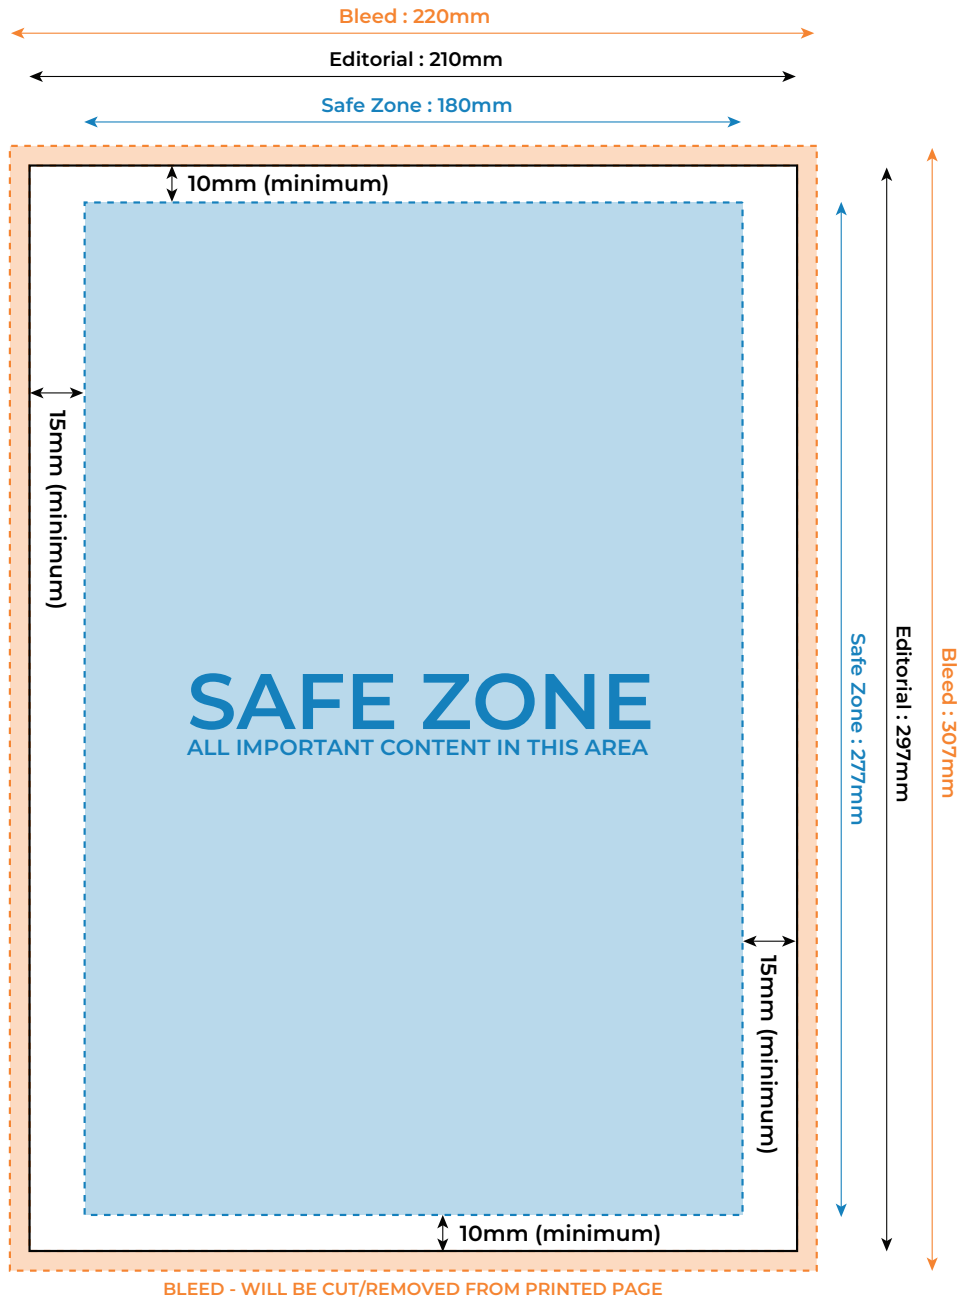 Bleed : 220mm
Editorial : 210mm
Safe Zone : 180mm
10mm (minimum)
15mm (minimum)
SAFE ZONE
ALL IMPORTANT CONTENT IN THIS AREA
Safe Zone : 277mm
Editorial : 297mm
Bleed : 307mm
15mm (minimum)
10mm (minimum)
BLEED - WILL BE CUT/REMOVED FROM PRINTED PAGE